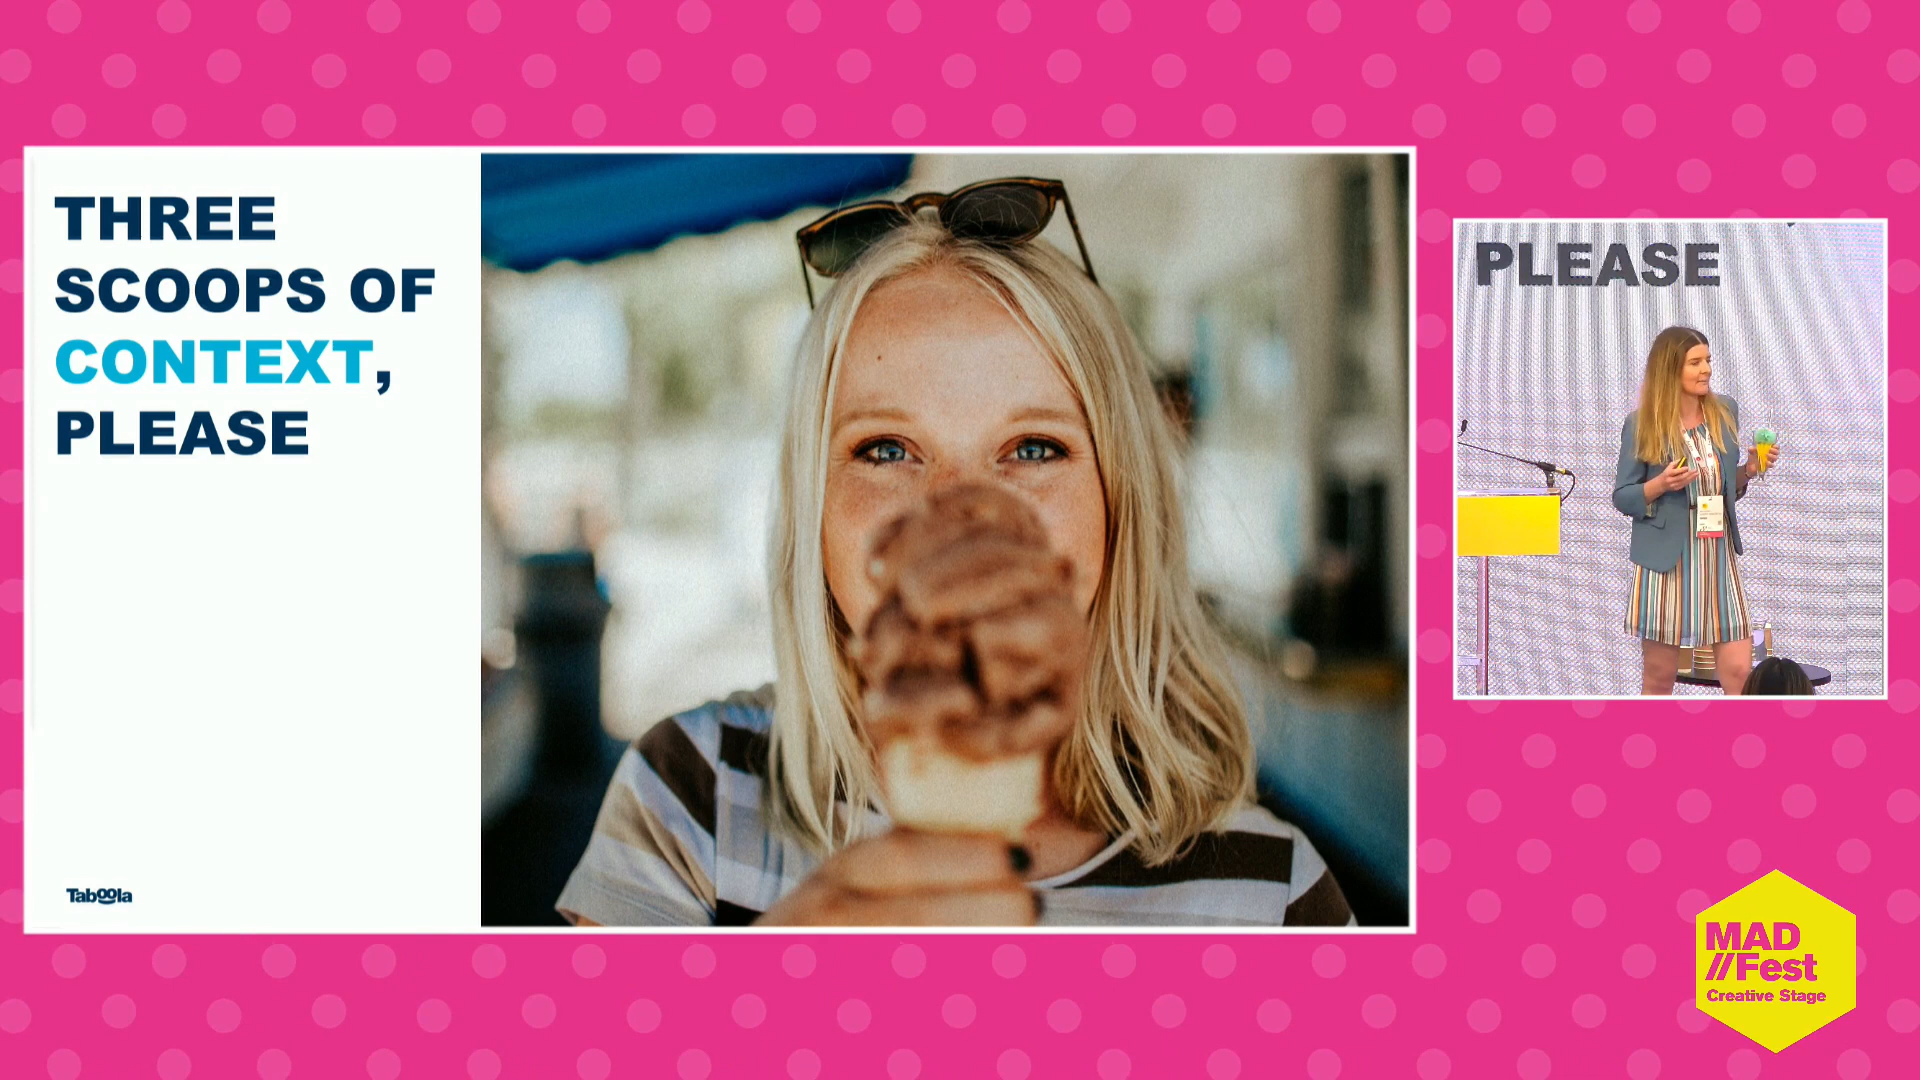 THREE
SCOOPS OF
CONTEXT,
PLEASE
Taboola
PLEASE
MAD
//Fest
Creative Stage